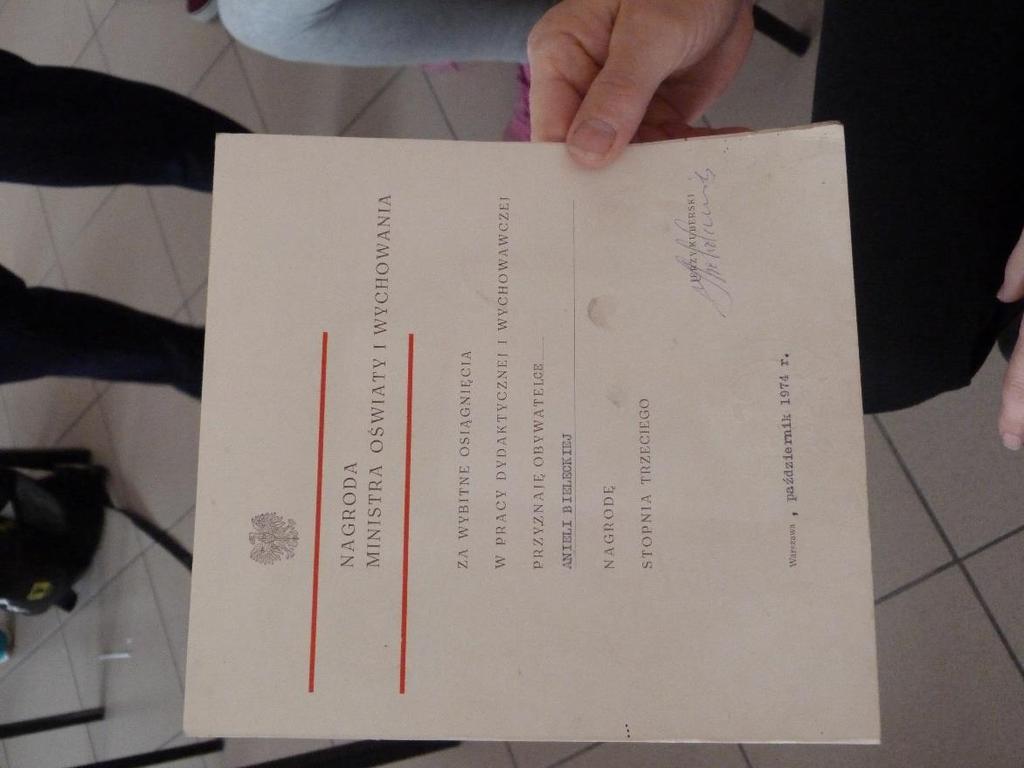 NAGRODA
MINISTRA OŚWIATY I WYCHOWANIA
ZA WYBITNE OSIĄGNIĘCIA
W PRACY DYDAKTYCZNEJ I WYCHOWAWCZEJ
PRZYZNAJĘ OBYWATELCE
ANIELI BIELECKIEJ
NAGRODĘ
STOPNIA TRZECIEGO
JERZY KUBERSKI
Warszawa, październik 1974 r.